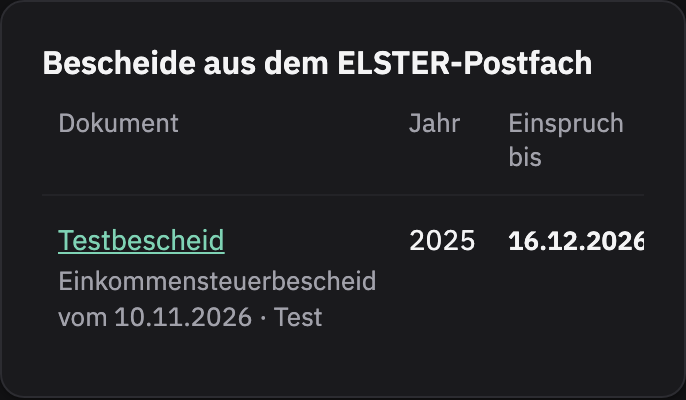 Bescheide aus dem ELSTER-Postfach
Dokument Jahr Einspruch
bis
Testbescheid 2025 16.12.2026
Einkommensteuerbescheid
vom 10.11.2026 · Test